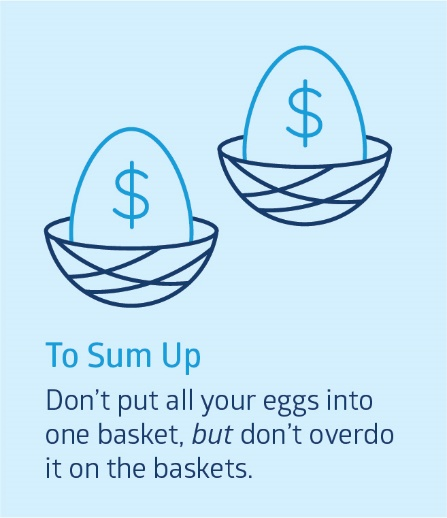 $
$
To Sum Up
Don’t put all your eggs into
one basket, but don’t overdo
it on the baskets.